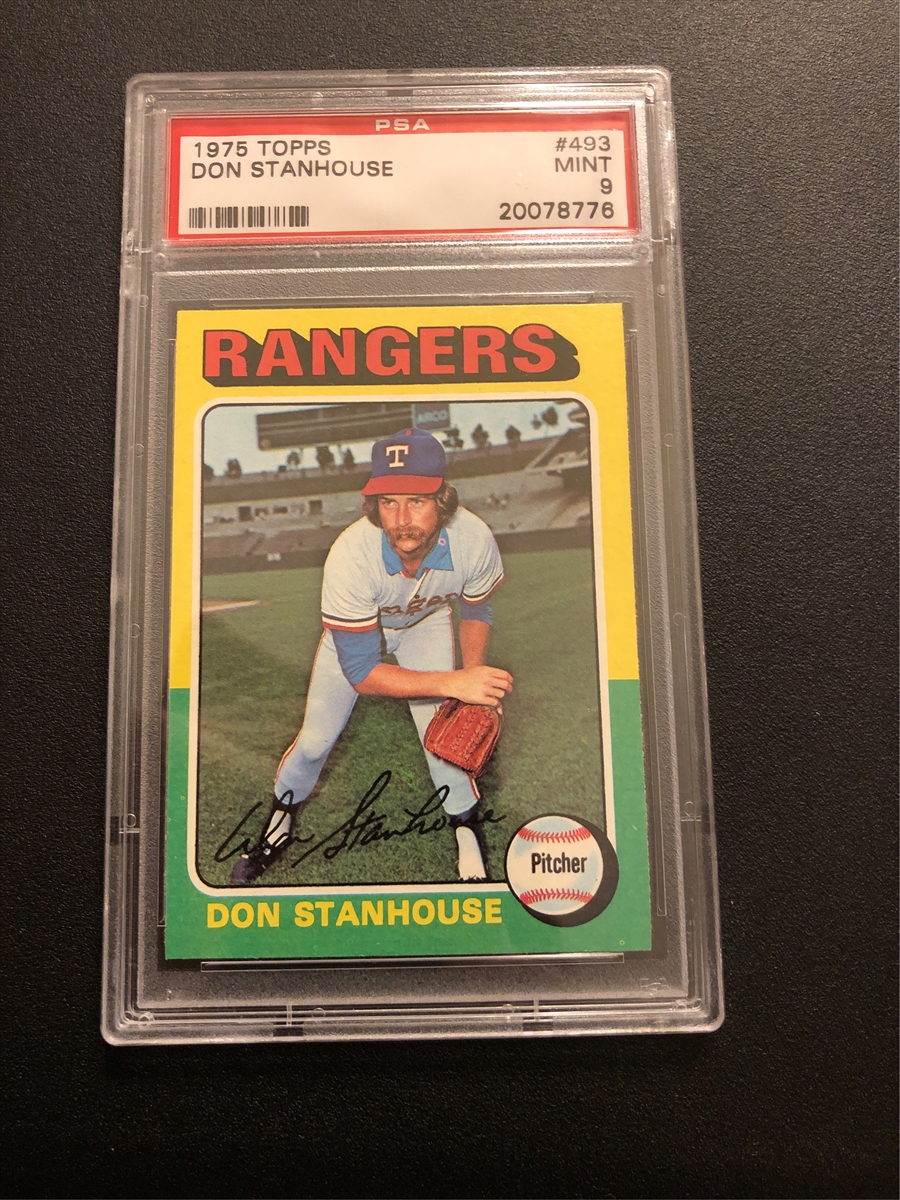 PSA
1975 TOPPS #493
DON STANHOUSE MINT
9
20078776
RANGERS
ARCO
T
Don Stanhouse
Pitcher
DON STANHOUSE